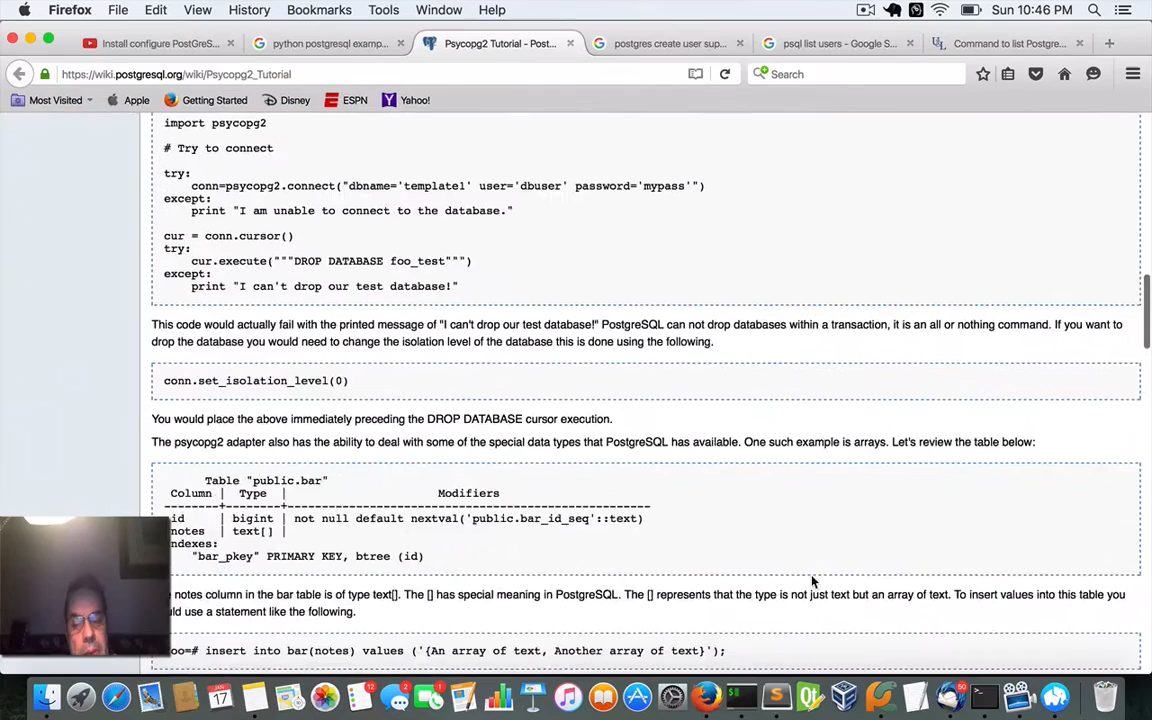 Firefox File Edit View History Bookmarks Tools Window Help Sun 10:46 PM
Install configure PostGreS... × python postgresql examp... × Psycopg2 Tutorial - Post... × postgres create user sup... × psql list users - Google S... × Command to list Postgre... × +
https://wiki.postgresql.org/wiki/Psycopg2_Tutorial Search
Most Visited Apple Getting Started Disney ESPN Yahoo!
import psycopg2
# Try to connect
try:
conn=psycopg2.connect("dbname='template1' user='dbuser' password='mypass'")
except:
print "I am unable to connect to the database."
cur = conn.cursor()
try:
cur.execute("""DROP DATABASE foo_test""")
except:
print "I can't drop our test database!"
This code would actually fail with the printed message of "I can't drop our test database!" PostgreSQL can not drop databases within a transaction, it is an all or nothing command. If you want to
drop the database you would need to change the isolation level of the database this is done using the following.
conn.set_isolation_level(0)
You would place the above immediately preceding the DROP DATABASE cursor execution.
The psycopg2 adapter also has the ability to deal with some of the special data types that PostgreSQL has available. One such example is arrays. Let's review the table below:
Table "public.bar"
Column | Type | Modifiers
--------+--------+-----------------------------------------------------
id | bigint | not null default nextval('public.bar_id_seq'::text)
notes | text[] |
ndexes:
"bar_pkey" PRIMARY KEY, btree (id)
notes column in the bar table is of type text[]. The [] has special meaning in PostgreSQL. The [] represents that the type is not just text but an array of text. To insert values into this table you
uld use a statement like the following.
oo=# insert into bar(notes) values ('{An array of text, Another array of text}');
JAN 17 12 2 1 50